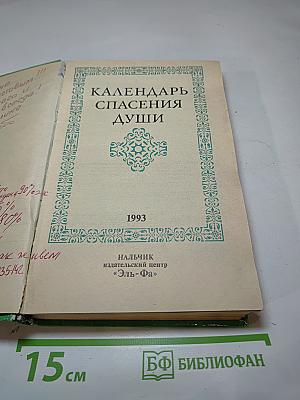 КАЛЕНДАРЬ
СПАСЕНИЯ
ДУШИ
1993
НАЛЬЧИК
издательский центр
«Эль-Фа»
15 см
БФ БИБЛИОФАН